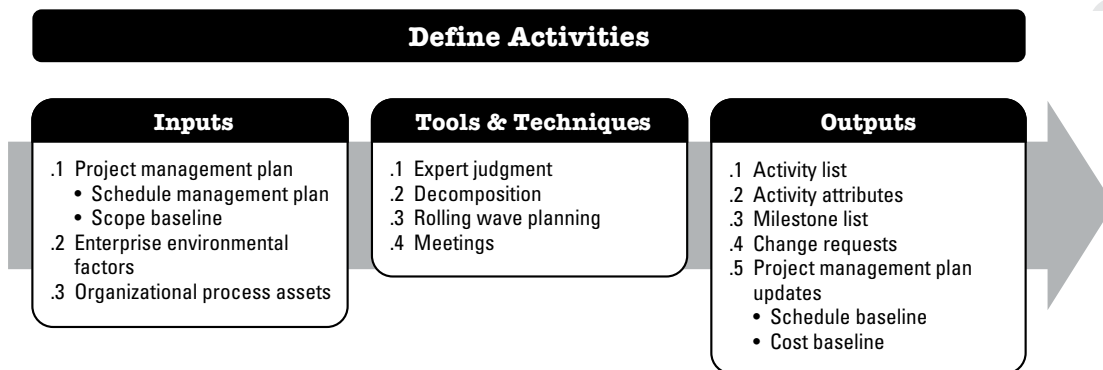 Define Activities
Inputs
.1 Project management plan
• Schedule management plan
• Scope baseline
.2 Enterprise environmental
factors
.3 Organizational process assets
Tools & Techniques
.1 Expert judgment
.2 Decomposition
.3 Rolling wave planning
.4 Meetings
Outputs
.1 Activity list
.2 Activity attributes
.3 Milestone list
.4 Change requests
.5 Project management plan
updates
• Schedule baseline
• Cost baseline